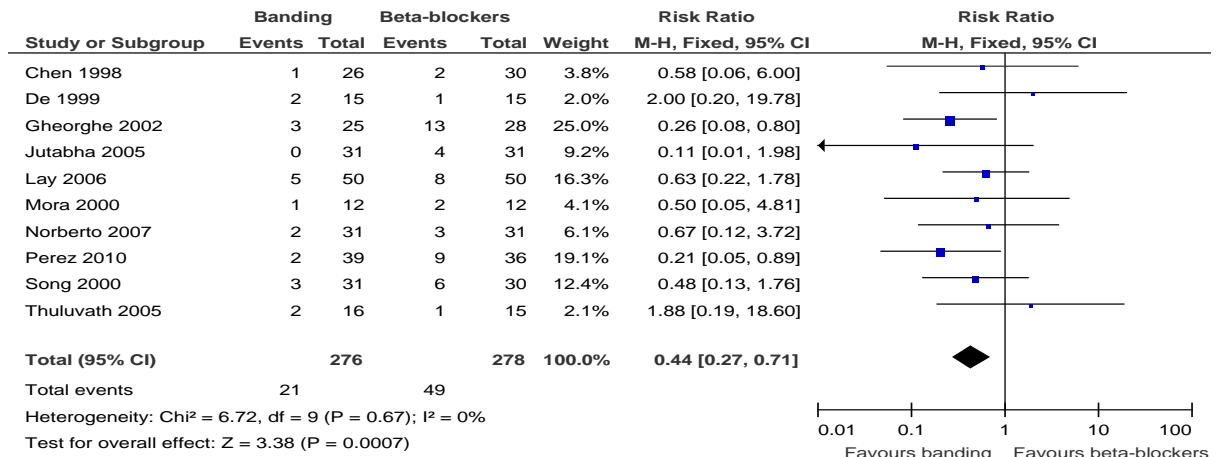 Banding Beta-blockers Risk Ratio Risk Ratio
Study or Subgroup Events Total Events Total Weight M-H, Fixed, 95% CI M-H, Fixed, 95% CI
Chen 1998 1 26 2 30 3.8% 0.58 [0.06, 6.00]
De 1999 2 15 1 15 2.0% 2.00 [0.20, 19.78]
Gheorghe 2002 3 25 13 28 25.0% 0.26 [0.08, 0.80]
Jutabha 2005 0 31 4 31 9.2% 0.11 [0.01, 1.98]
Lay 2006 5 50 8 50 16.3% 0.63 [0.22, 1.78]
Mora 2000 1 12 2 12 4.1% 0.50 [0.05, 4.81]
Norberto 2007 2 31 3 31 6.1% 0.67 [0.12, 3.72]
Perez 2010 2 39 9 36 19.1% 0.21 [0.05, 0.89]
Song 2000 3 31 6 30 12.4% 0.48 [0.13, 1.76]
Thuluvath 2005 2 16 1 15 2.1% 1.88 [0.19, 18.60]
Total (95% CI) 276 278 100.0% 0.44 [0.27, 0.71]
Total events 21 49
Heterogeneity: Chi² = 6.72, df = 9 (P = 0.67); I² = 0%
Test for overall effect: Z = 3.38 (P = 0.0007)
0.01 0.1 1 10 100
Favours banding Favours beta-blockers